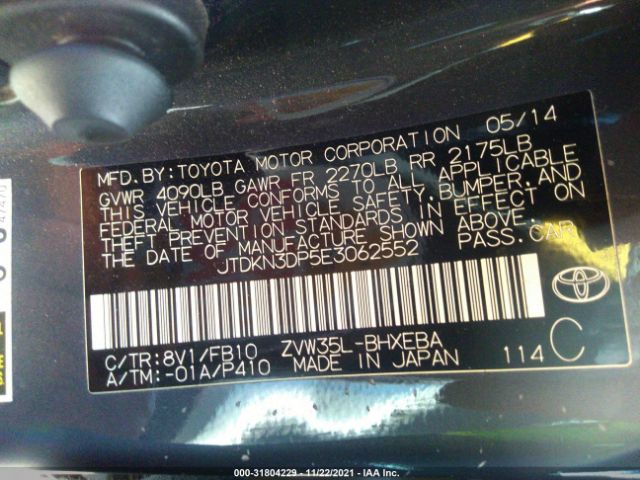 MFD. BY: TOYOTA MOTOR CORPORATION 05/14
GVWR 4090LB GAWR FR 2270LB RR 2175LB
THIS VEHICLE CONFORMS TO ALL APPLICABLE
FEDERAL MOTOR VEHICLE SAFETY, BUMPER, AND
THEFT PREVENTION STANDARDS IN EFFECT ON
THE DATE OF MANUFACTURE SHOWN ABOVE.
JTDKN3DP5E3062552 PASS. CAR
C/TR: 8V1/FB10 ZVW35L-BHXEBA
A/TM: -01A/P410 MADE IN JAPAN 114 C
TOYOTA
000-31804229 - 11/22/2021 - IAA Inc.